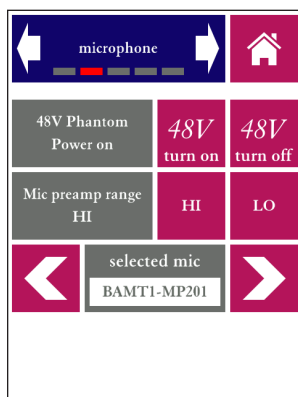 microphone
48V Phantom
Power on
48V
turn on
48V
turn off
Mic preamp range
HI
HI
LO
selected mic
BAMT1-MP201